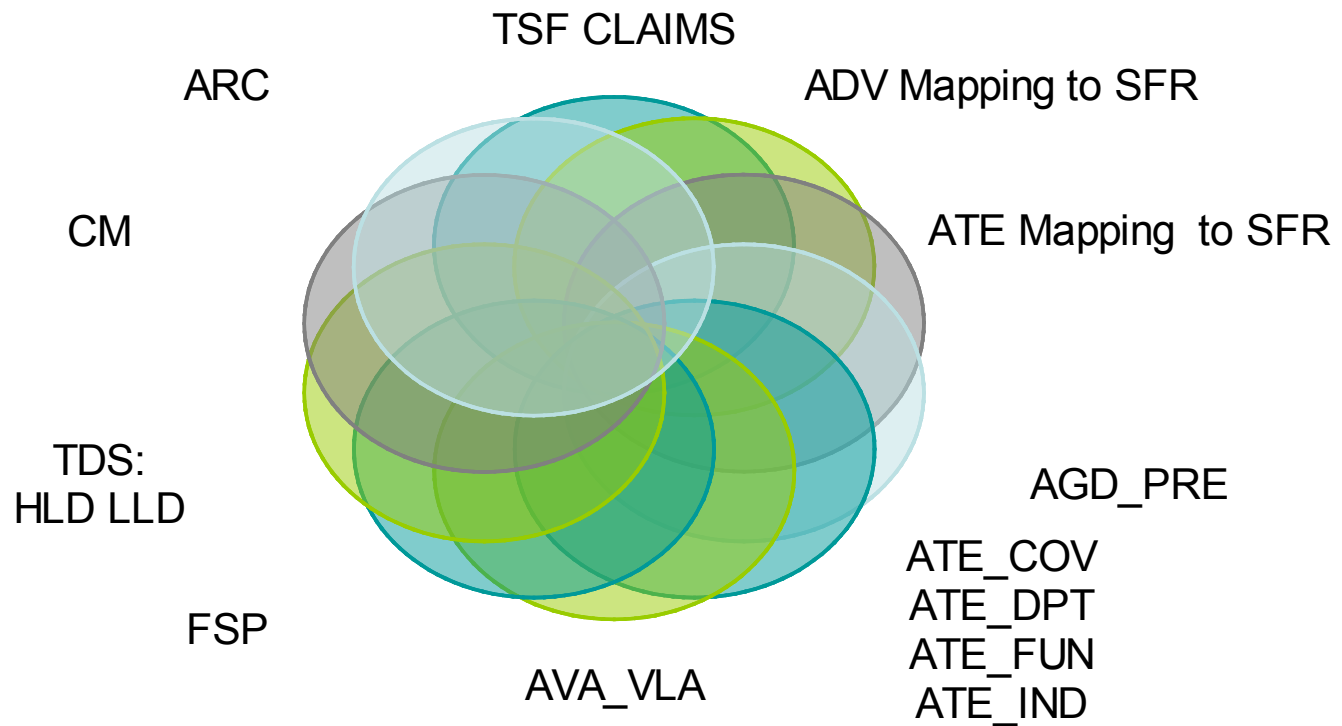 TSF CLAIMS
ARC
ADV Mapping to SFR
CM
ATE Mapping to SFR
TDS:
HLD LLD
AGD_PRE
ATE_COV
ATE_DPT
ATE_FUN
ATE_IND
FSP
AVA_VLA